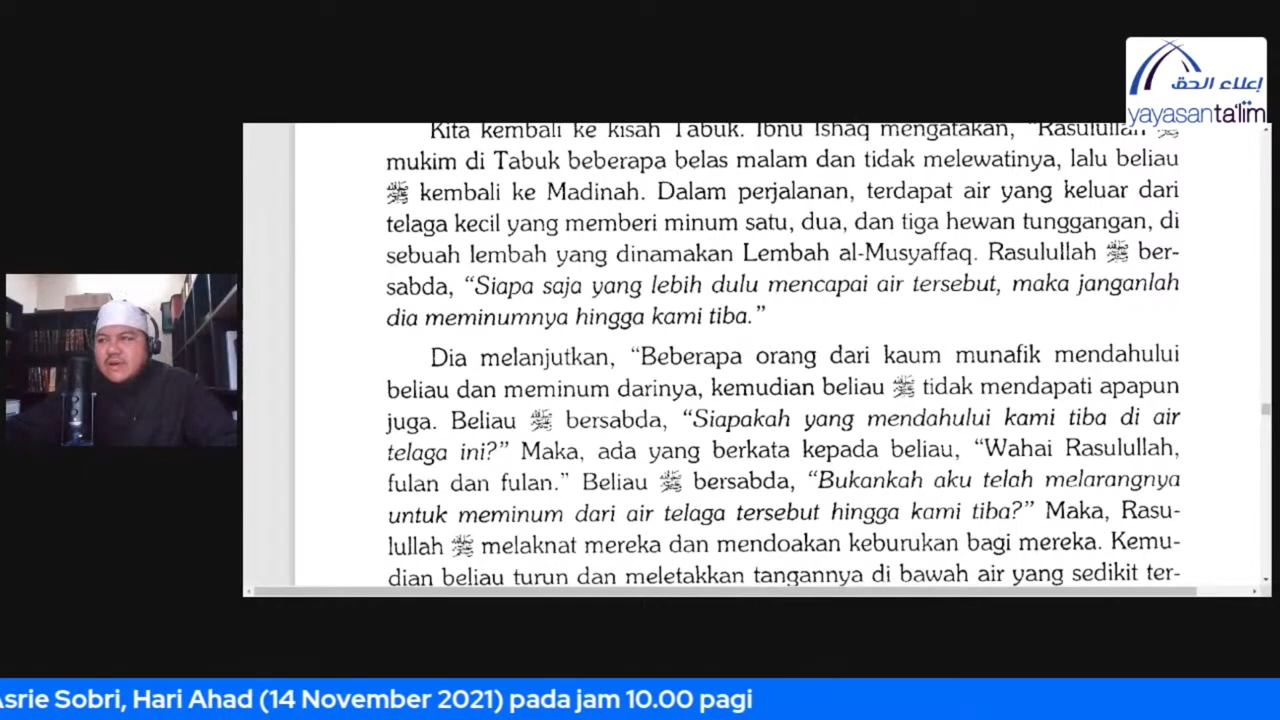 إعلاء الحق
yayasanta'lim
Kita kembali ke kisah Tabuk. Ibnu Ishaq mengatakan, “Rasulullah ﷺ
mukim di Tabuk beberapa belas malam dan tidak melewatinya, lalu beliau
ﷺ kembali ke Madinah. Dalam perjalanan, terdapat air yang keluar dari
telaga kecil yang memberi minum satu, dua, dan tiga hewan tunggangan, di
sebuah lembah yang dinamakan Lembah al-Musyaffaq. Rasulullah ﷺ ber-
sabda, “Siapa saja yang lebih dulu mencapai air tersebut, maka janganlah
dia meminumnya hingga kami tiba.”
Dia melanjutkan, “Beberapa orang dari kaum munafik mendahului
beliau dan meminum darinya, kemudian beliau ﷺ tidak mendapati apapun
juga. Beliau ﷺ bersabda, “Siapakah yang mendahului kami tiba di air
telaga ini?” Maka, ada yang berkata kepada beliau, “Wahai Rasulullah,
fulan dan fulan.” Beliau ﷺ bersabda, “Bukankah aku telah melarangnya
untuk meminum dari air telaga tersebut hingga kami tiba?” Maka, Rasu-
lullah ﷺ melaknat mereka dan mendoakan keburukan bagi mereka. Kemu-
dian beliau turun dan meletakkan tangannya di bawah air yang sedikit ter-
Asrie Sobri, Hari Ahad (14 November 2021) pada jam 10.00 pagi